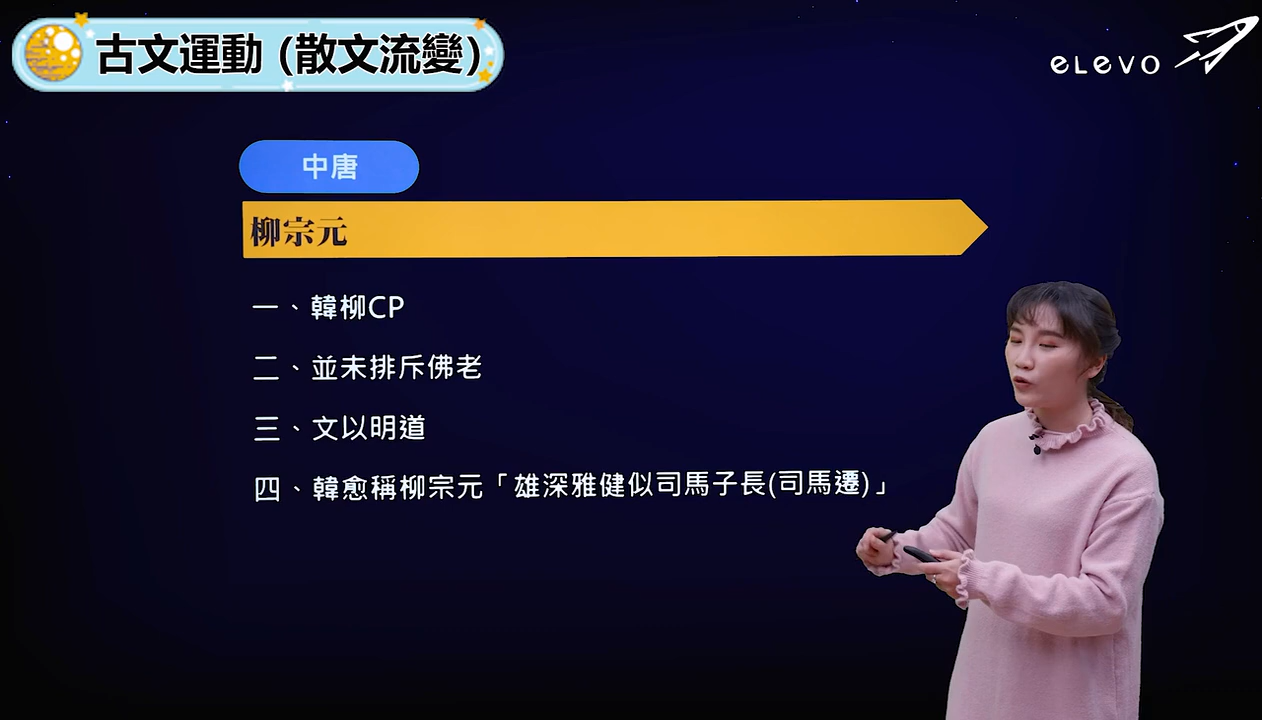 古文運動 (散文流變)
eLevo
中唐
柳宗元
一、韓柳CP
二、並未排斥佛老
三、文以明道
四、韓愈稱柳宗元「雄深雅健似司馬子長(司馬遷)」